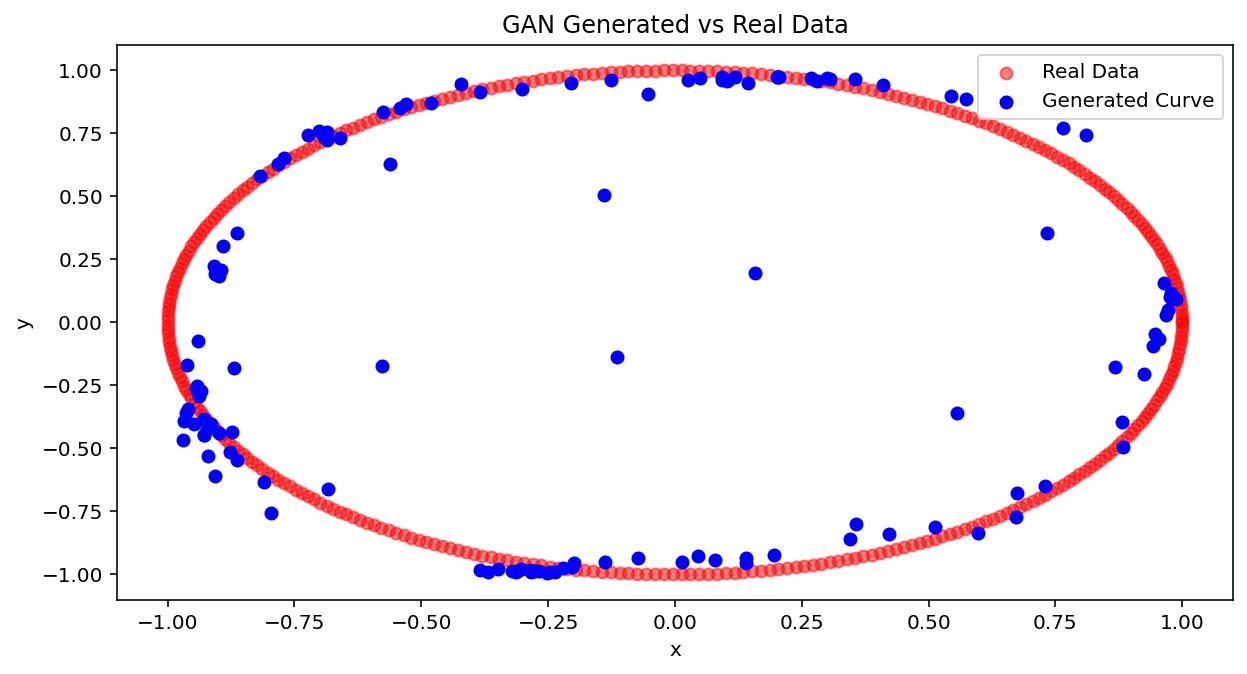 GAN Generated vs Real Data
Real Data
Generated Curve
1.00
0.75
0.50
0.25
0.00
−0.25
−0.50
−0.75
−1.00
y
−1.00 −0.75 −0.50 −0.25 0.00 0.25 0.50 0.75 1.00
x